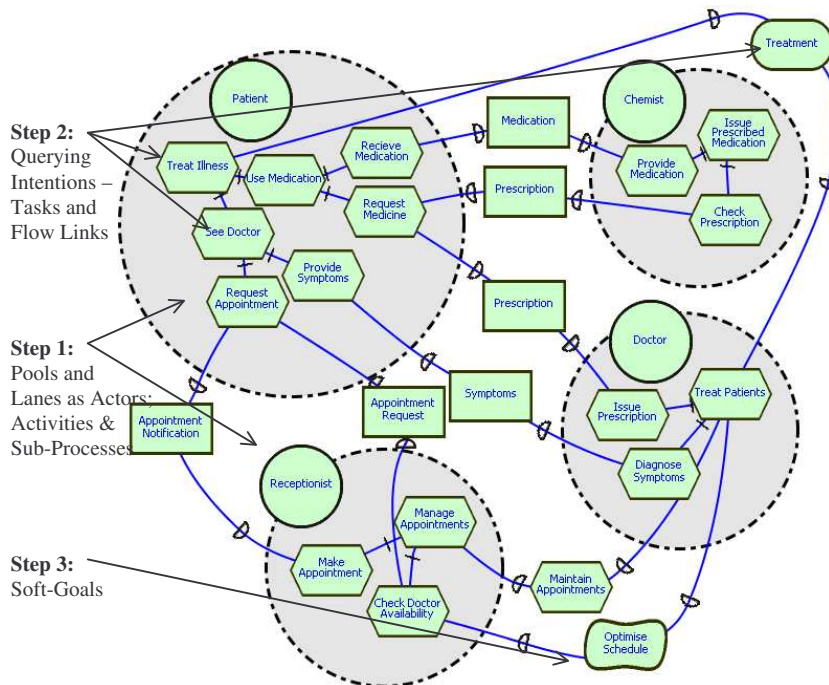 Treatment
Patient
Chemist
Medication
Issue
Prescribed
Medication
Step 2:
Querying
Intentions –
Tasks and
Flow Links
Treat Illness
Recieve
Medication
Use Medication
Provide
Medication
Request
Medicine
Prescription
Check
Prescription
See Doctor
Provide
Symptoms
Request
Appointment
Prescription
Doctor
Step 1:
Pools and
Lanes as Actors;
Activities &
Sub-Processes
Treat Patients
Issue
Prescription
Symptoms
Appointment
Request
Appointment
Notification
Diagnose
Symptoms
Receptionist
Manage
Appointments
Make
Appointment
Maintain
Appointments
Step 3:
Soft-Goals
Check Doctor
Availability
Optimise
Schedule